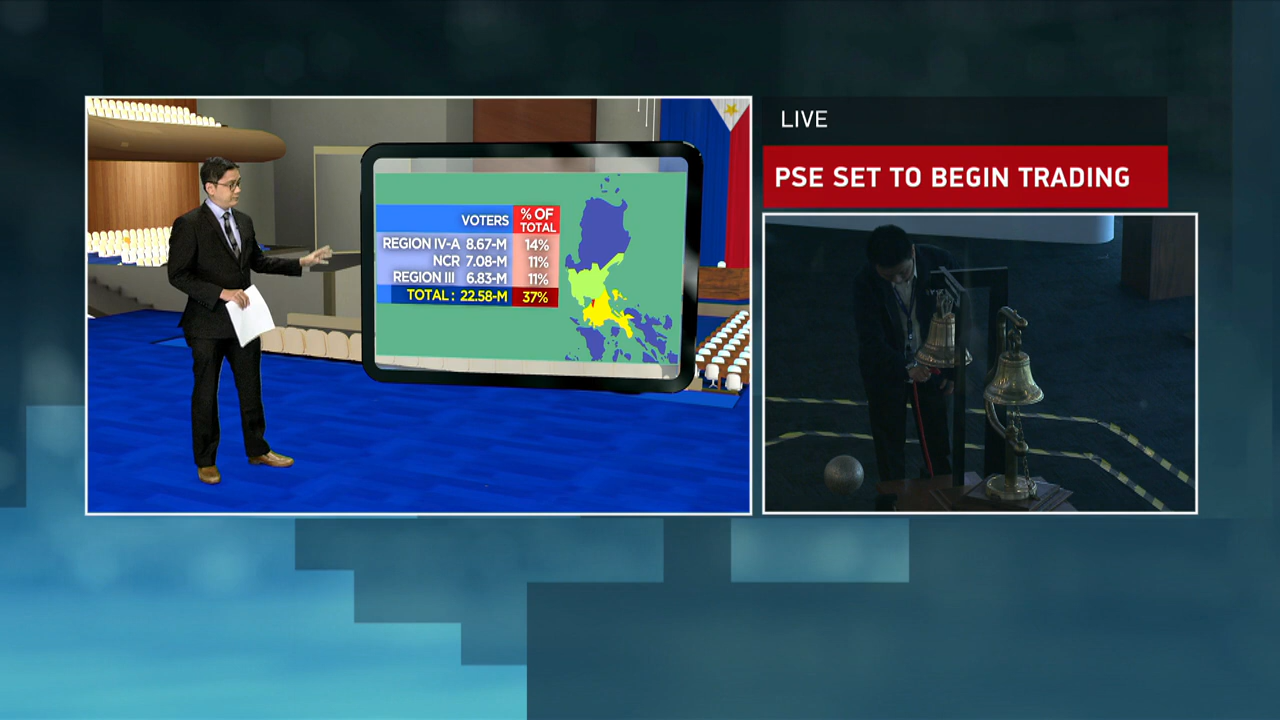 VOTERS % OF TOTAL
REGION IV-A 8.67-M 14%
NCR 7.08-M 11%
REGION III 6.83-M 11%
TOTAL: 22.58-M 37%
LIVE
PSE SET TO BEGIN TRADING